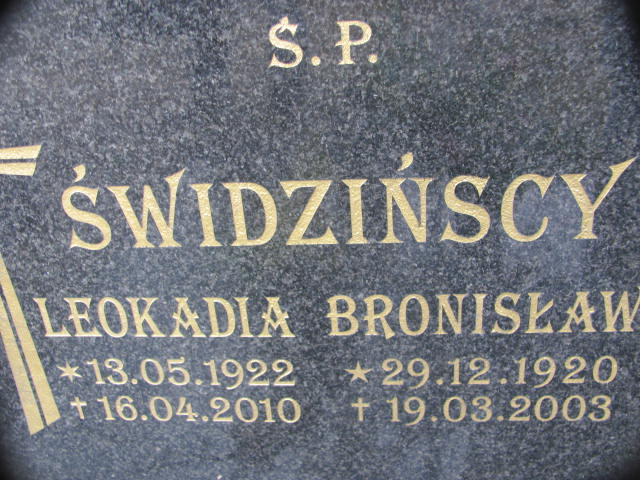 Ś.P.
ŚWIDZIŃSCY
LEOKADIA BRONISŁAW
✶13.05.1922 ★29.12.1920
†16.04.2010 †19.03.2003